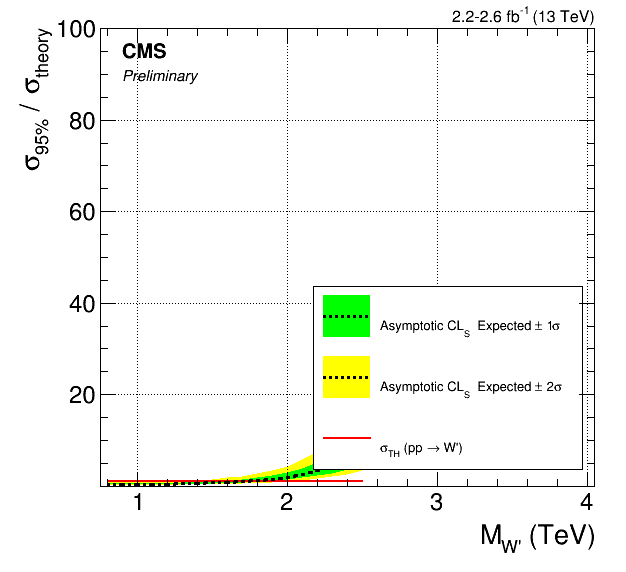 2.2-2.6 fb⁻¹ (13 TeV)
CMS
Preliminary
σ95% / σtheory
100
80
60
40
20
Asymptotic CLS Expected ± 1σ
Asymptotic CLS Expected ± 2σ
σTH (pp → W')
1 2 3 4
MW' (TeV)